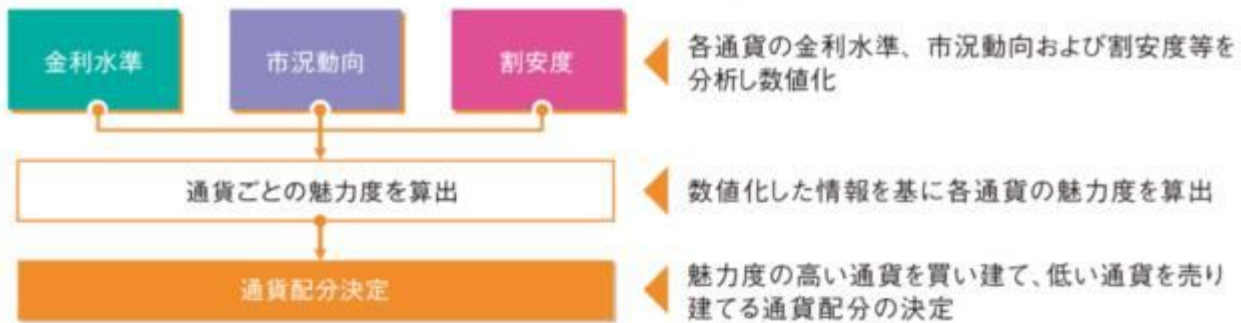 金利水準
市況動向
割安度
各通貨の金利水準、市況動向および割安度等を
分析し数値化
通貨ごとの魅力度を算出
数値化した情報を基に各通貨の魅力度を算出
通貨配分決定
魅力度の高い通貨を買い建て、低い通貨を売り
建てる通貨配分の決定